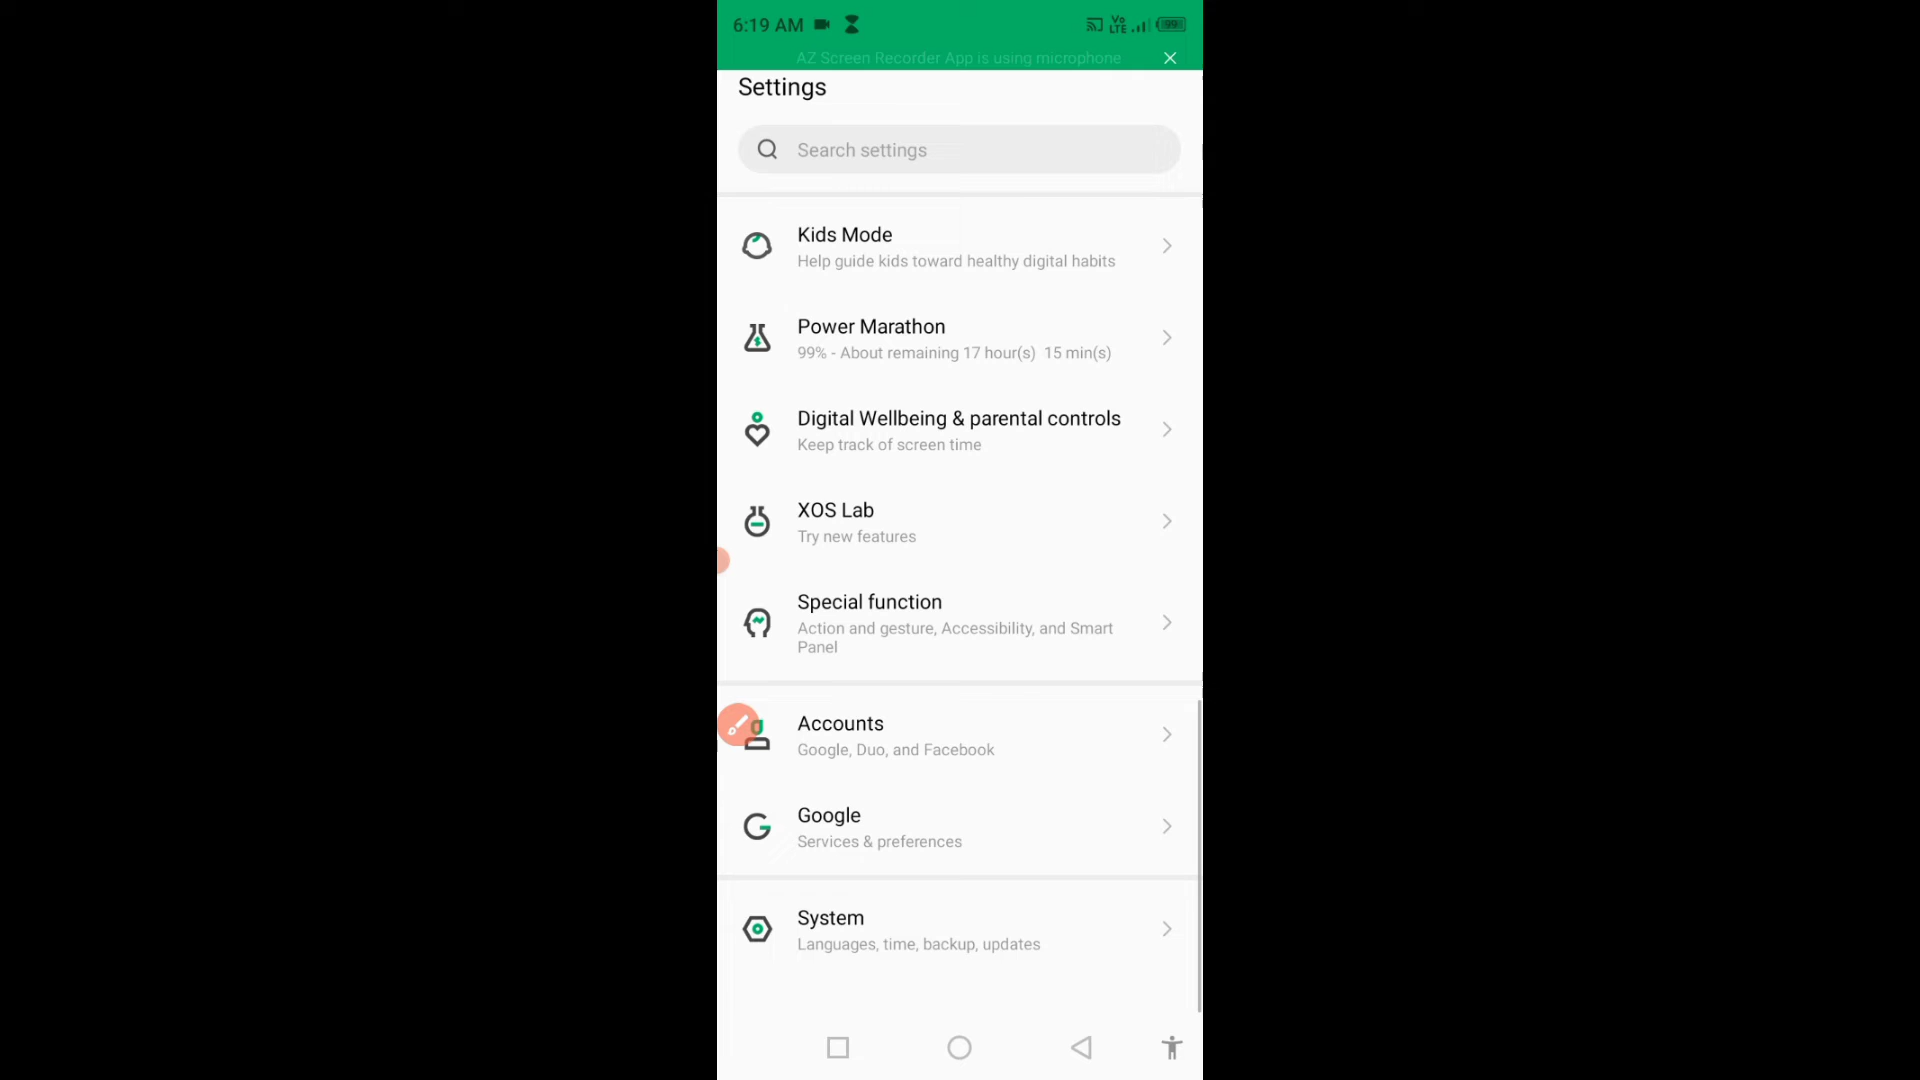 6:19 AM
Vo
LTE
99
AZ Screen Recorder App is using microphone
Settings
Search settings
Kids Mode
Help guide kids toward healthy digital habits
Power Marathon
99% - About remaining 17 hour(s) 15 min(s)
Digital Wellbeing & parental controls
Keep track of screen time
XOS Lab
Try new features
Special function
Action and gesture, Accessibility, and Smart
Panel
Accounts
Google, Duo, and Facebook
Google
Services & preferences
System
Languages, time, backup, updates